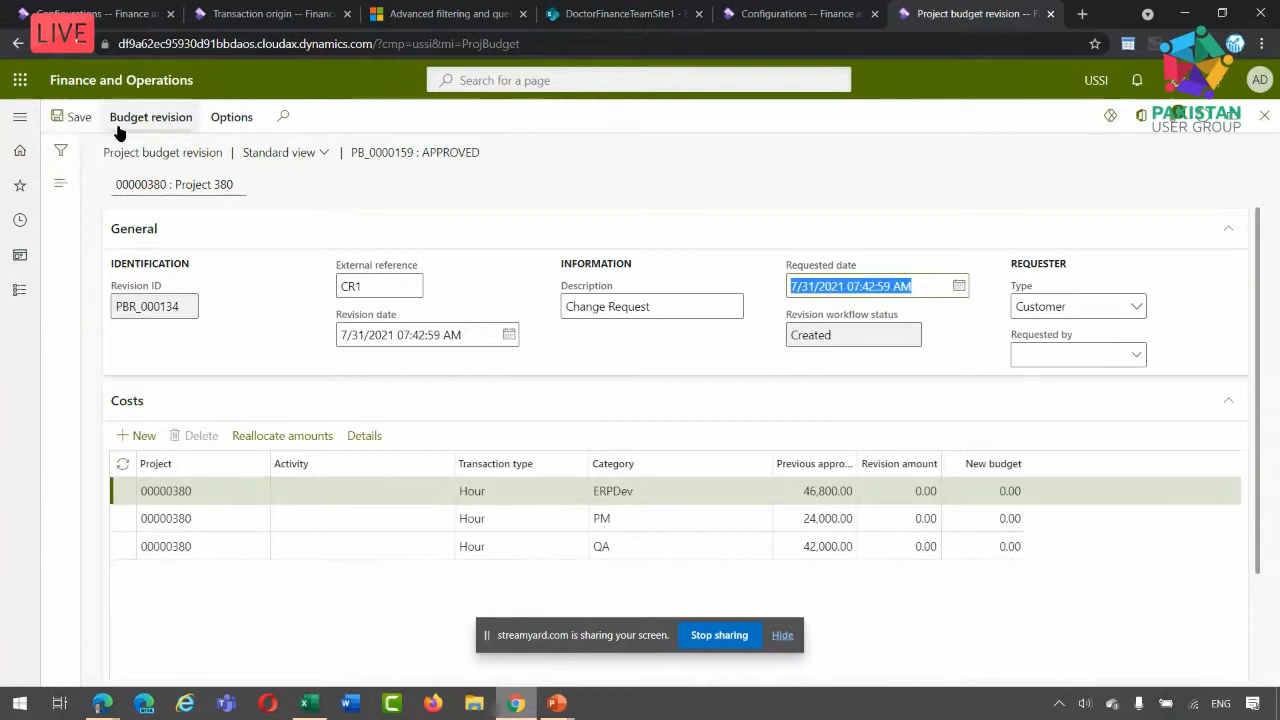 Configurations -- Finance an
Transaction origin -- Finance
Advanced filtering and que
DoctorFinanceTeamSite1 -
Configurations -- Finance a
Project budget revision -- F
LIVE
df9a62ec95930d91bbdaos.cloudax.dynamics.com/?cmp=ussi&mi=ProjBudget
Finance and Operations
Search for a page
USSI
AD
PAKISTAN
USER GROUP
Save
Budget revision
Options
Project budget revision | Standard view | PB_0000159 : APPROVED
00000380 : Project 380
General
IDENTIFICATION
Revision ID
PBR_000134
External reference
CR1
Revision date
7/31/2021 07:42:59 AM
INFORMATION
Description
Change Request
Requested date
7/31/2021 07:42:59 AM
Revision workflow status
Created
REQUESTER
Type
Customer
Requested by
Costs
New Delete Reallocate amounts Details
Project Activity Transaction type Category Previous appro... Revision amount New budget
00000380 Hour ERPDev 46,800.00 0.00 0.00
00000380 Hour PM 24,000.00 0.00 0.00
00000380 Hour QA 42,000.00 0.00 0.00
streamyard.com is sharing your screen. Stop sharing Hide
ENG